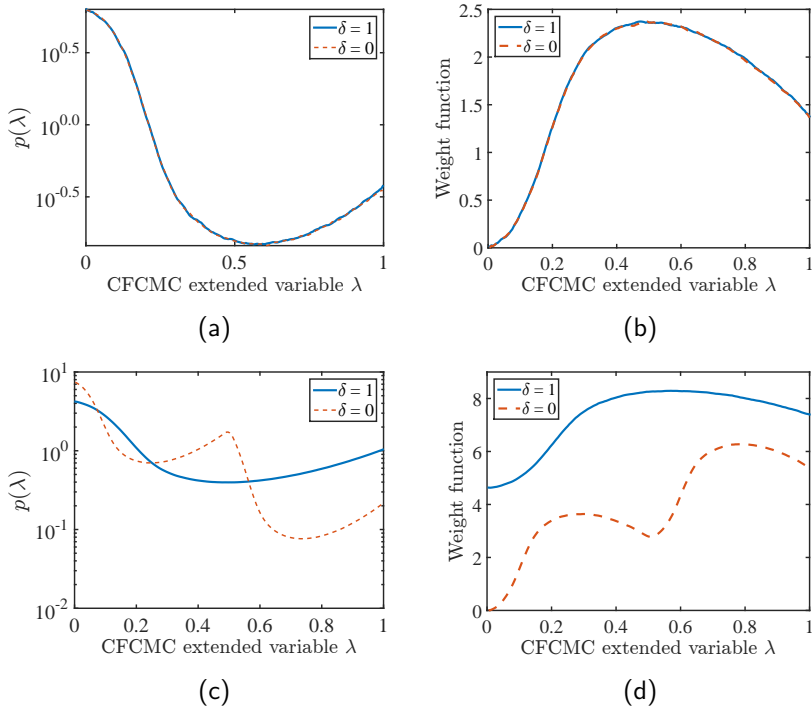 10^0.5
10^0.0
10^-0.5
p(λ)
0 0.5 1
CFCMC extended variable λ
δ = 1
δ = 0
(a)
2.5
2
1.5
1
0.5
0
Weight function
0 0.2 0.4 0.6 0.8 1
CFCMC extended variable λ
δ = 1
δ = 0
(b)
10^1
10^0
10^-1
10^-2
p(λ)
0 0.2 0.4 0.6 0.8 1
CFCMC extended variable λ
δ = 1
δ = 0
(c)
8
6
4
2
0
Weight function
0 0.2 0.4 0.6 0.8 1
CFCMC extended variable λ
δ = 1
δ = 0
(d)